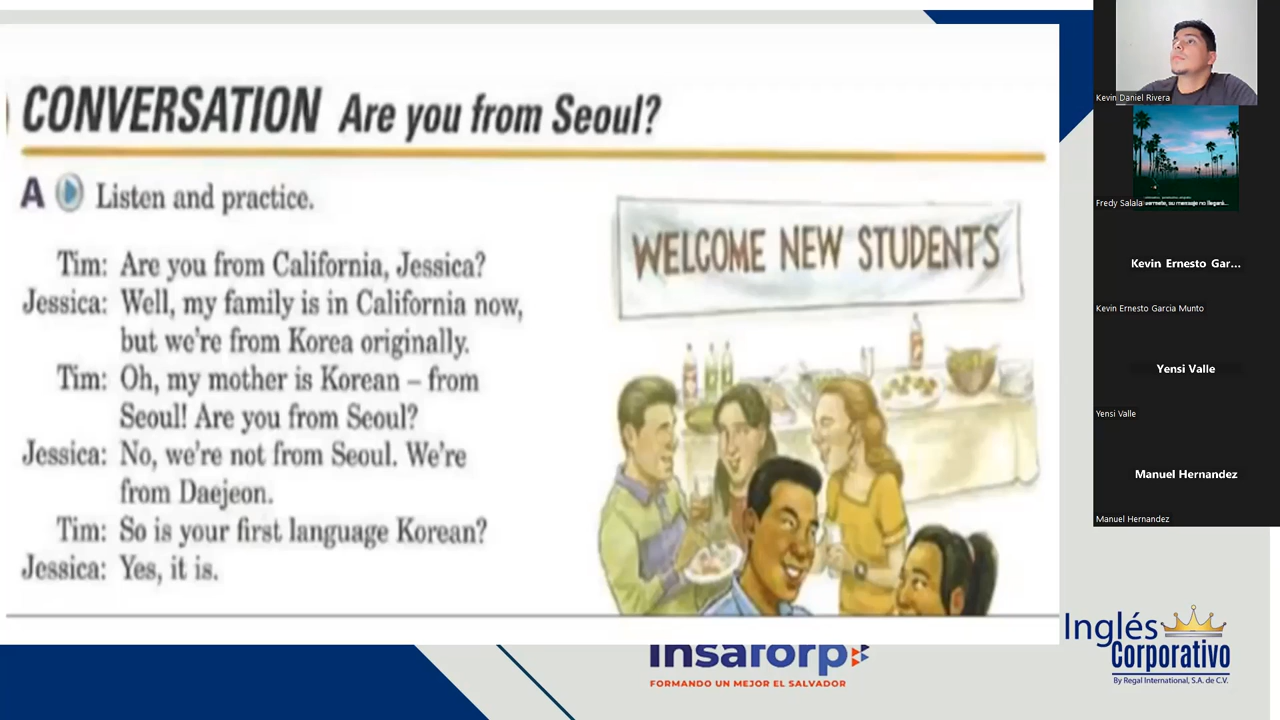 CONVERSATION Are you from Seoul?
A Listen and practice.
Tim: Are you from California, Jessica?
Jessica: Well, my family is in California now,
but we're from Korea originally.
Tim: Oh, my mother is Korean – from
Seoul! Are you from Seoul?
Jessica: No, we're not from Seoul. We're
from Daejeon.
Tim: So is your first language Korean?
Jessica: Yes, it is.
WELCOME NEW STUDENTS
insaforp
FORMANDO UN MEJOR EL SALVADOR
Inglés
Corporativo
By Regal International, S.A. de C.V.
Kevin Daniel Rivera
Fredy Salala
su mensaje no llegará...
Kevin Ernesto Gar...
Kevin Ernesto Garcia Munto
Yensi Valle
Yensi Valle
Manuel Hernandez
Manuel Hernandez